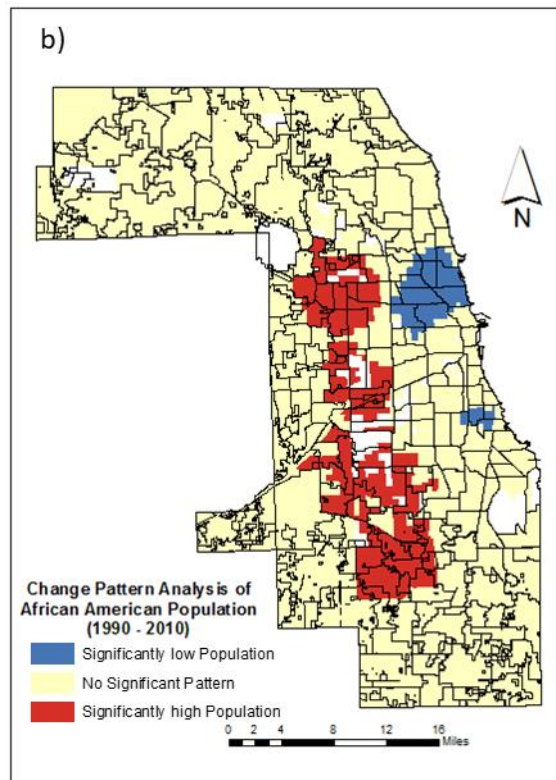 b)
N
Change Pattern Analysis of
African American Population
(1990 - 2010)
Significantly low Population
No Significant Pattern
Significantly high Population
0 2 4 8 12 16
Miles